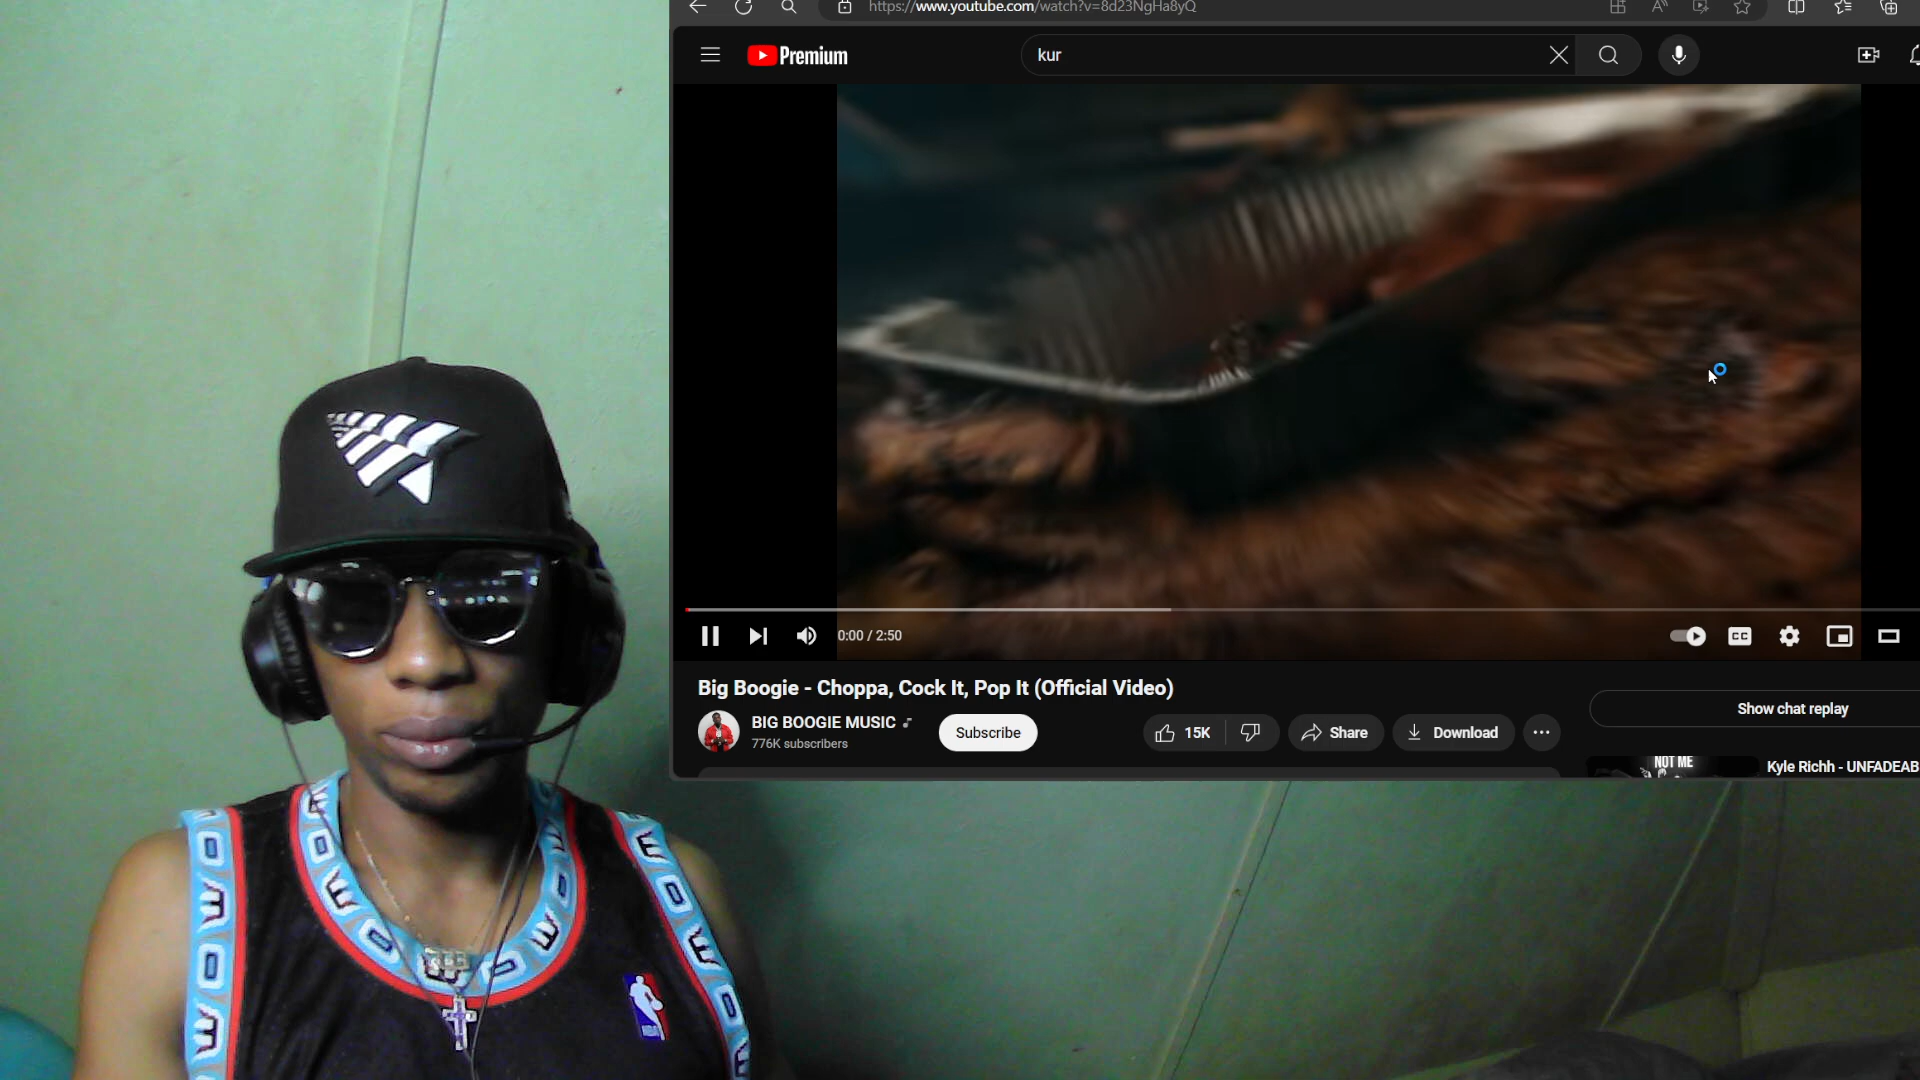 https://www.youtube.com/watch?v=8d23NgHa8yQ
Premium
kur
0:00 / 2:50
CC
Big Boogie - Choppa, Cock It, Pop It (Official Video)
BIG BOOGIE MUSIC
776K subscribers
Subscribe
15K
Share
Download
Show chat replay
NOT ME
Kyle Richh - UNFADEAB